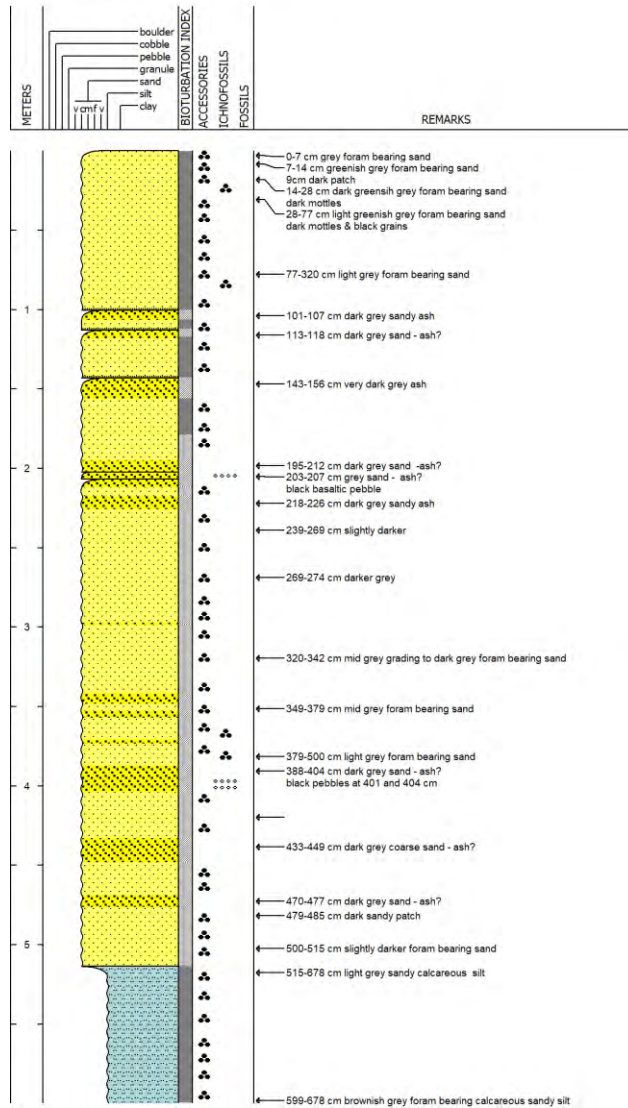 boulder
cobble
pebble
granule
sand
v c m f v
silt
clay
METERS
BIOTURBATION INDEX
ACCESSORIES
ICHNOFOSSILS
FOSSILS
REMARKS
0-7 cm grey foram bearing sand
7-14 cm greenish grey foram bearing sand
9cm dark patch
14-28 cm dark greensih grey foram bearing sand
dark mottles
28-77 cm light greenish grey foram bearing sand
dark mottles & black grains
77-320 cm light grey foram bearing sand
1
101-107 cm dark grey sandy ash
113-118 cm dark grey sand - ash?
143-156 cm very dark grey ash
2
195-212 cm dark grey sand -ash?
203-207 cm grey sand - ash?
black basaltic pebble
218-226 cm dark grey sandy ash
239-269 cm slightly darker
269-274 cm darker grey
3
320-342 cm mid grey grading to dark grey foram bearing sand
349-379 cm mid grey foram bearing sand
379-500 cm light grey foram bearing sand
388-404 cm dark grey sand - ash?
4
black pebbles at 401 and 404 cm
433-449 cm dark grey coarse sand - ash?
470-477 cm dark grey sand - ash?
479-485 cm dark sandy patch
5
500-515 cm slightly darker foram bearing sand
515-678 cm light grey sandy calcareous silt
599-678 cm brownish grey foram bearing calcareous sandy silt